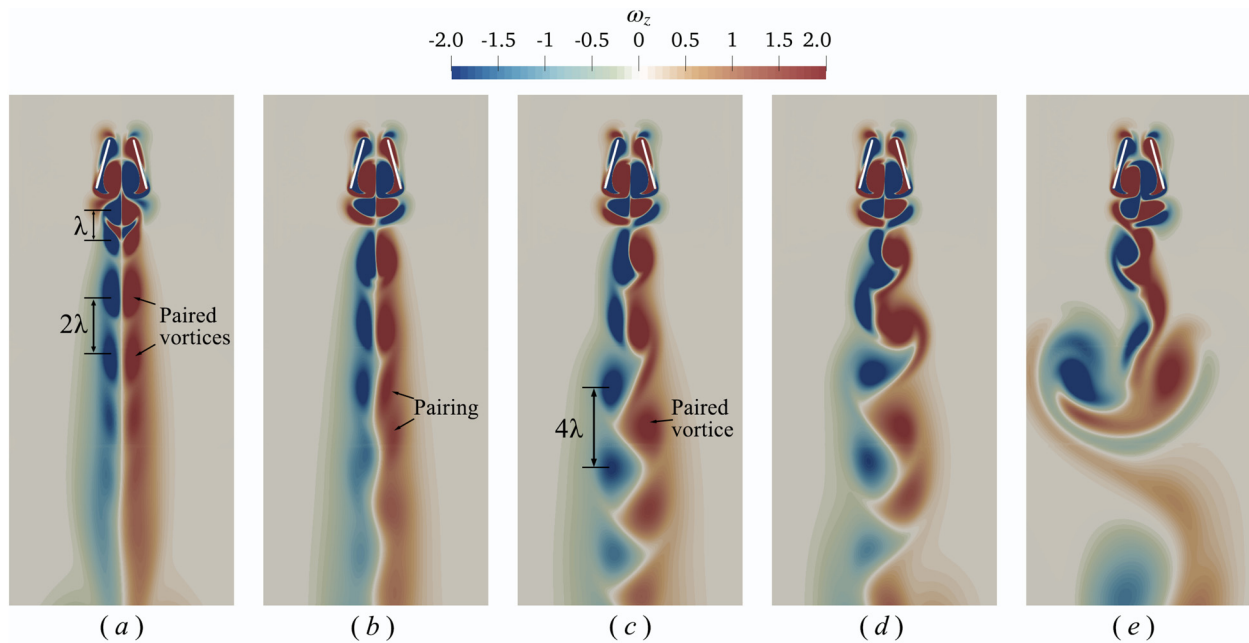 ω_z
-2.0 -1.5 -1 -0.5 0 0.5 1 1.5 2.0
λ
2λ
Paired
vortices
Pairing
4λ
Paired
vortice
( a ) ( b ) ( c ) ( d ) ( e )